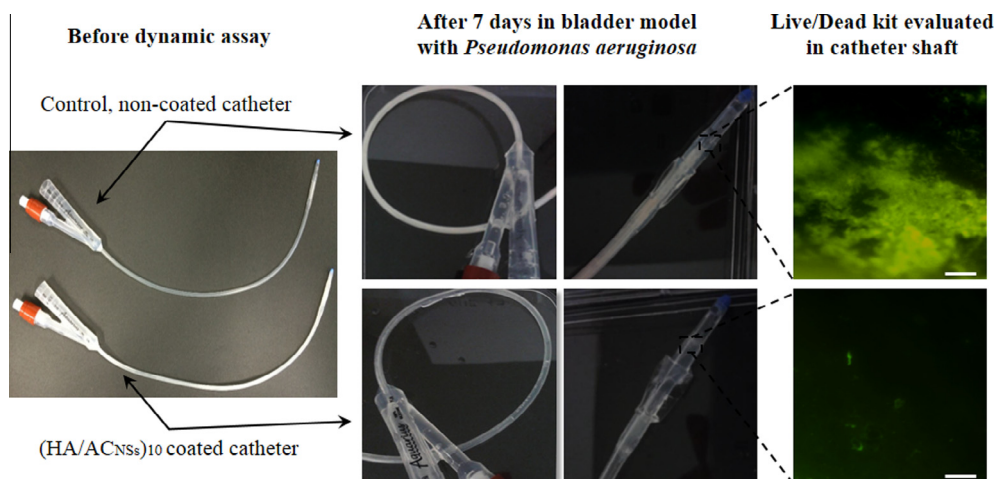 Before dynamic assay
After 7 days in bladder model
with Pseudomonas aeruginosa
Live/Dead kit evaluated
in catheter shaft
Control, non-coated catheter
(HA/ACNSs)10 coated catheter
Aquarius